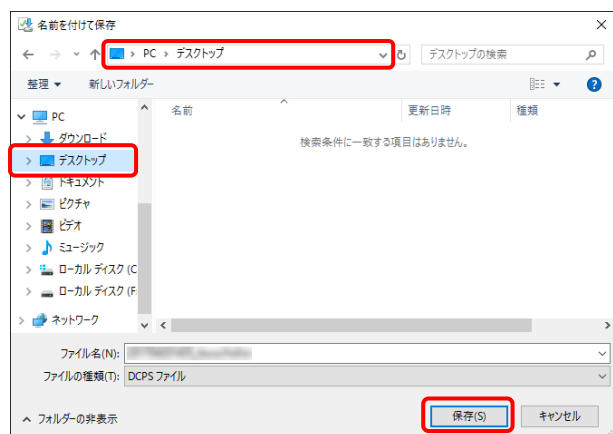 名前を付けて保存
PC › デスクトップ
デスクトップの検索
整理 ▼ 新しいフォルダー
PC
ダウンロード
デスクトップ
ドキュメント
ピクチャ
ビデオ
ミュージック
ローカル ディスク (C
ローカル ディスク (F
ネットワーク
名前 更新日時 種類
検索条件に一致する項目はありません。
ファイル名(N):
ファイルの種類(T): DCPS ファイル
フォルダーの非表示
保存(S) キャンセル